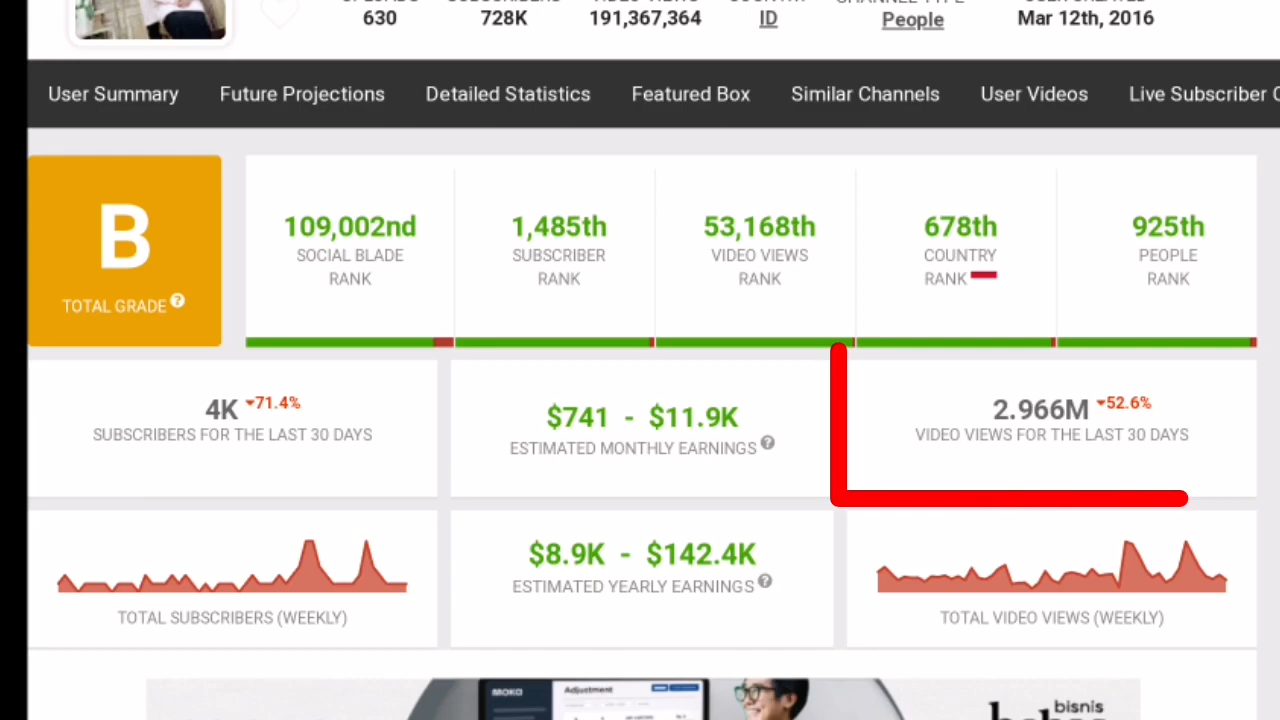 630 728K 191,367,364 ID People Mar 12th, 2016
User Summary Future Projections Detailed Statistics Featured Box Similar Channels User Videos Live Subscriber
B
TOTAL GRADE ?
109,002nd
SOCIAL BLADE
RANK
1,485th
SUBSCRIBER
RANK
53,168th
VIDEO VIEWS
RANK
678th
COUNTRY
RANK
925th
PEOPLE
RANK
4K 71.4%
SUBSCRIBERS FOR THE LAST 30 DAYS
$741 - $11.9K
ESTIMATED MONTHLY EARNINGS ?
2.966M 52.6%
VIDEO VIEWS FOR THE LAST 30 DAYS
TOTAL SUBSCRIBERS (WEEKLY)
$8.9K - $142.4K
ESTIMATED YEARLY EARNINGS ?
TOTAL VIDEO VIEWS (WEEKLY)
MOKA
Adjustment
bisnis